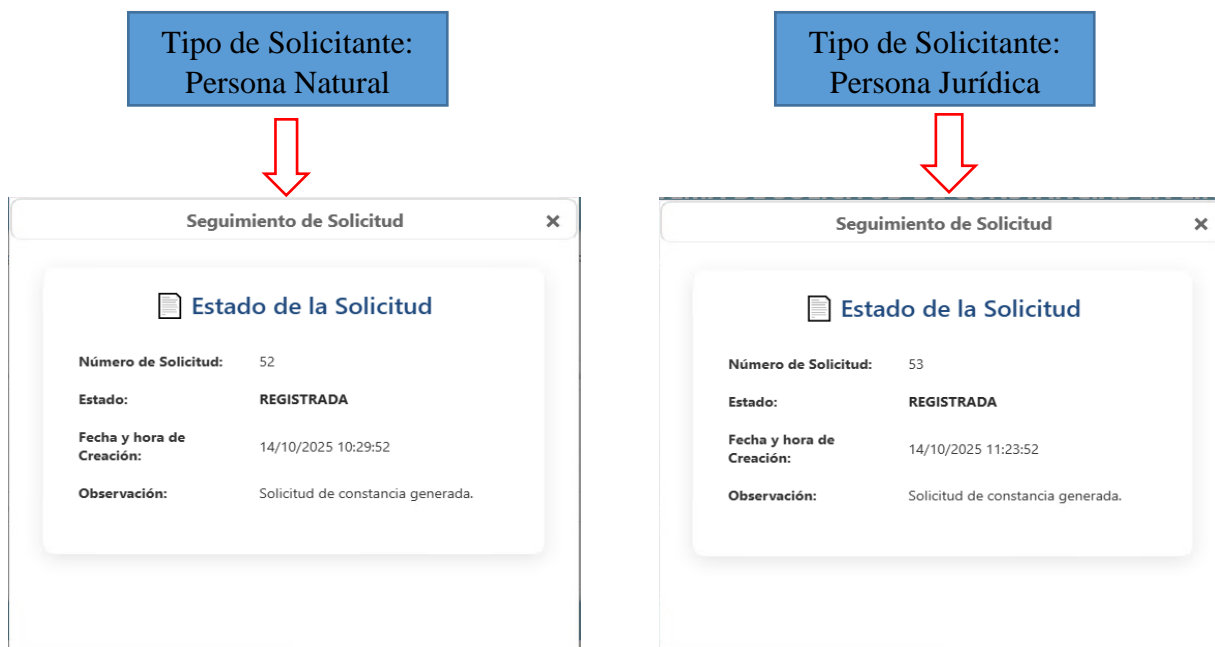 Tipo de Solicitante:
Persona Natural
Seguimiento de Solicitud
Estado de la Solicitud
Número de Solicitud: 52
Estado: REGISTRADA
Fecha y hora de
Creación: 14/10/2025 10:29:52
Observación: Solicitud de constancia generada.
Tipo de Solicitante:
Persona Jurídica
Seguimiento de Solicitud
Estado de la Solicitud
Número de Solicitud: 53
Estado: REGISTRADA
Fecha y hora de
Creación: 14/10/2025 11:23:52
Observación: Solicitud de constancia generada.